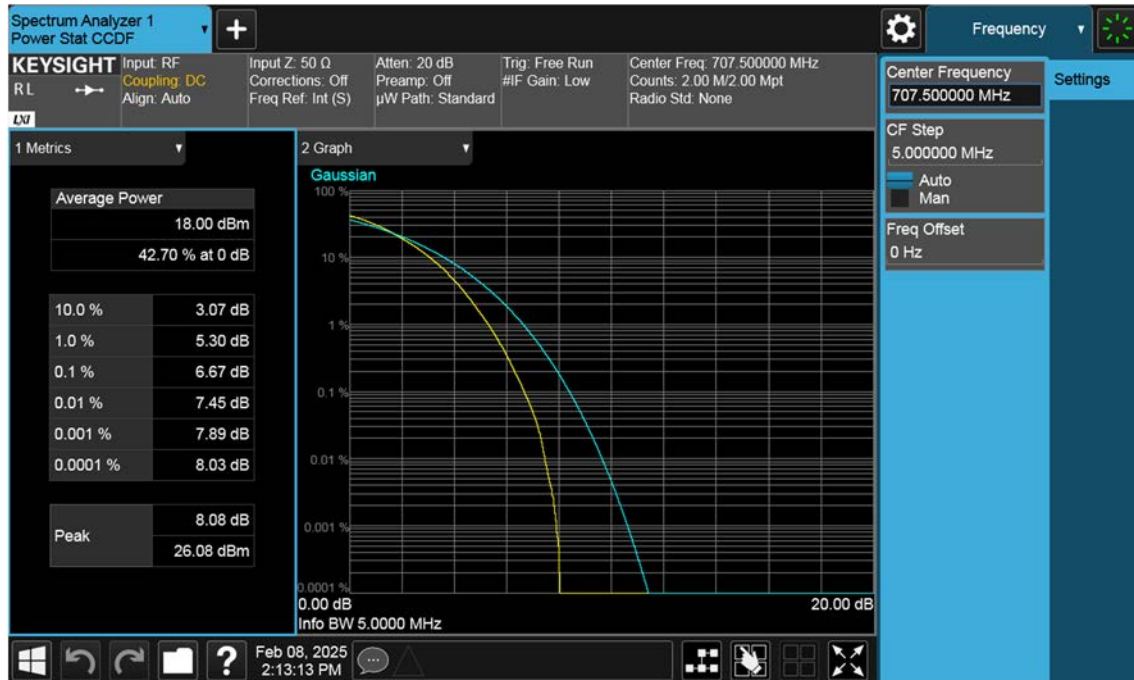 Spectrum Analyzer 1
Power Stat CCDF
Frequency
KEYSIGHT
RL
LXI
Input: RF
Coupling: DC
Align: Auto
Input Z: 50 Ω
Corrections: Off
Freq Ref: Int (S)
Atten: 20 dB
Preamp: Off
µW Path: Standard
Trig: Free Run
#IF Gain: Low
Center Freq: 707.500000 MHz
Counts: 2.00 M/2.00 Mpt
Radio Std: None
Center Frequency
707.500000 MHz
Settings
CF Step
5.000000 MHz
Auto
Man
Freq Offset
0 Hz
1 Metrics
Average Power
18.00 dBm
42.70 % at 0 dB
10.0 % 3.07 dB
1.0 % 5.30 dB
0.1 % 6.67 dB
0.01 % 7.45 dB
0.001 % 7.89 dB
0.0001 % 8.03 dB
Peak
8.08 dB
26.08 dBm
2 Graph
Gaussian
100 %
10 %
1 %
0.1 %
0.01 %
0.001 %
0.0001 %
0.00 dB 20.00 dB
Info BW 5.0000 MHz
?
Feb 08, 2025
2:13:13 PM